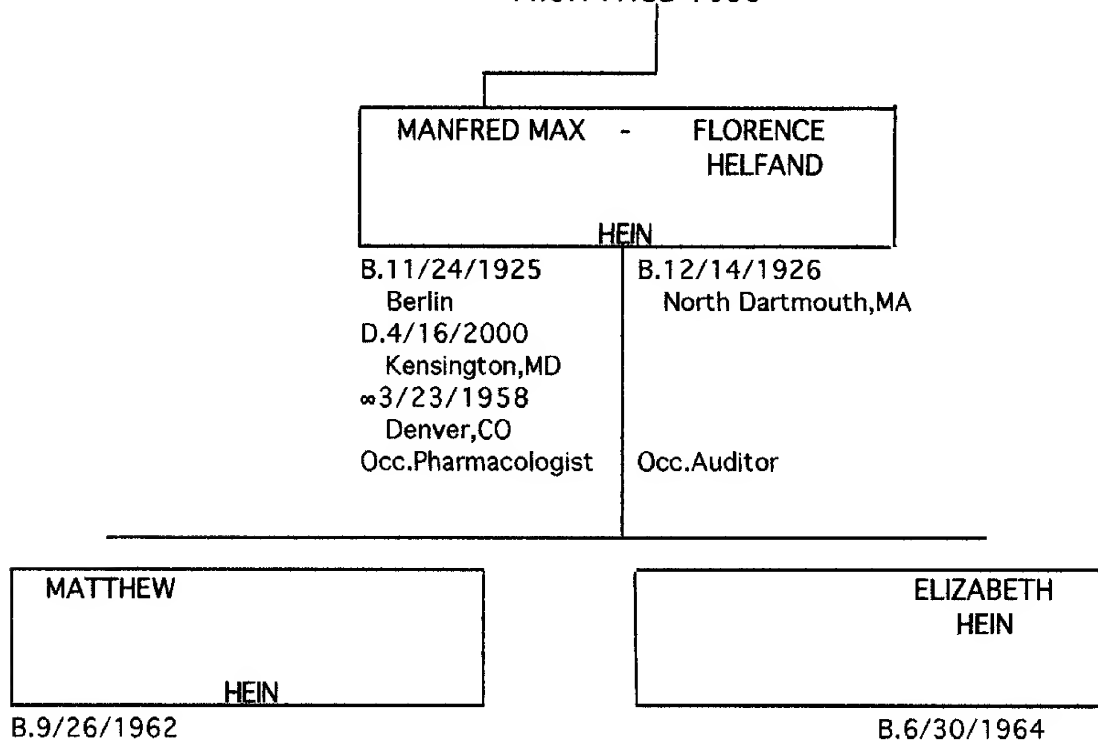 MANFRED MAX - FLORENCE
HELFAND
HEIN
B.11/24/1925
Berlin
D.4/16/2000
Kensington,MD
∞3/23/1958
Denver,CO
Occ.Pharmacologist
B.12/14/1926
North Dartmouth,MA
Occ.Auditor
MATTHEW
HEIN
B.9/26/1962
ELIZABETH
HEIN
B.6/30/1964